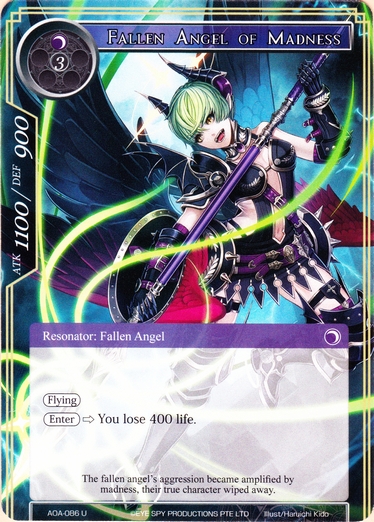 FALLEN ANGEL OF MADNESS
3
ATK 1100 / DEF 900
Resonator: Fallen Angel
Flying
Enter ⇨ You lose 400 life.
The fallen angel's aggression became amplified by
madness, their true character wiped away.
AOA-086 U ©EYE SPY PRODUCTIONS PTE LTD Illust/Haruichi Kido